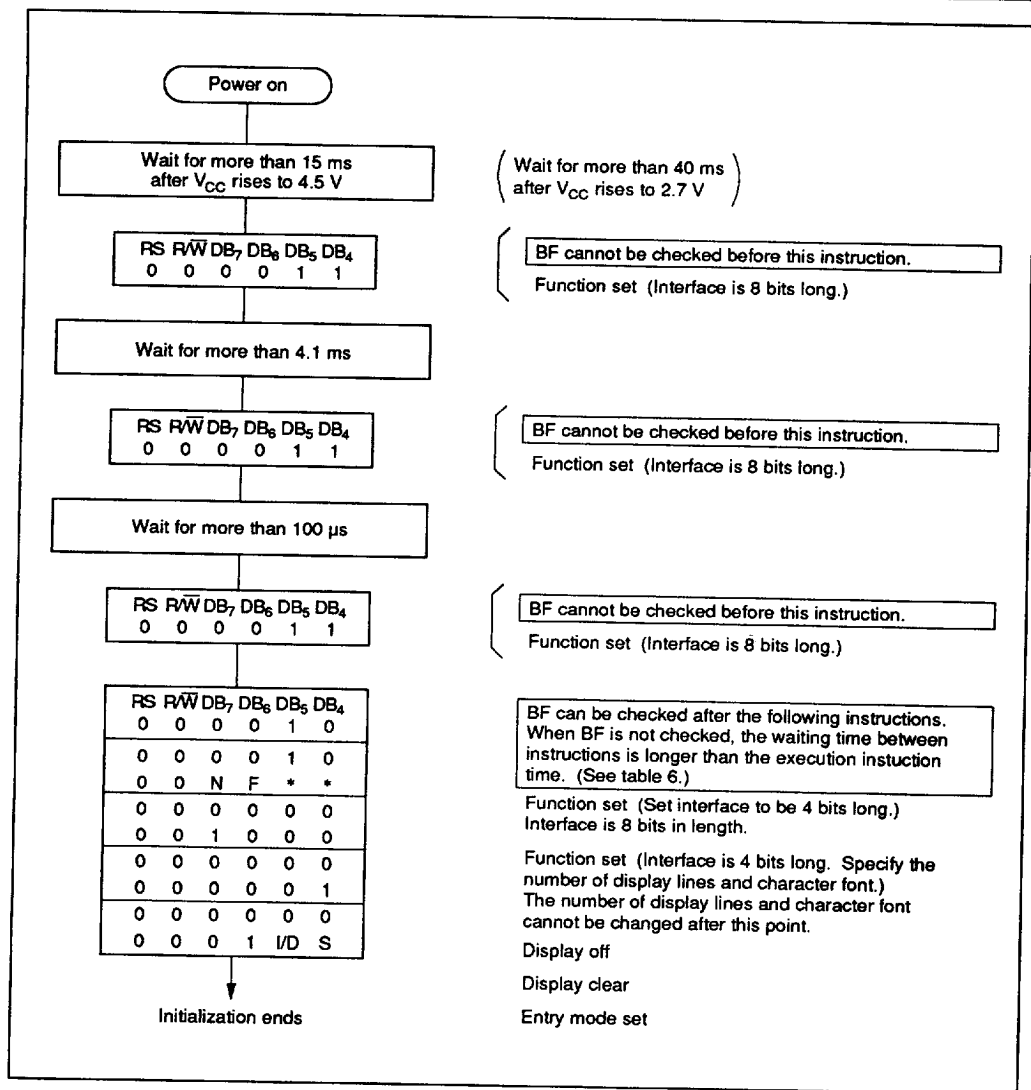 Power on
Wait for more than 15 ms
after VCC rises to 4.5 V
(Wait for more than 40 ms
after VCC rises to 2.7 V)
RS R/W̅ DB7 DB6 DB5 DB4
0 0 0 0 1 1
BF cannot be checked before this instruction.
Function set (Interface is 8 bits long.)
Wait for more than 4.1 ms
RS R/W̅ DB7 DB6 DB5 DB4
0 0 0 0 1 1
BF cannot be checked before this instruction.
Function set (Interface is 8 bits long.)
Wait for more than 100 µs
RS R/W̅ DB7 DB6 DB5 DB4
0 0 0 0 1 1
BF cannot be checked before this instruction.
Function set (Interface is 8 bits long.)
RS R/W̅ DB7 DB6 DB5 DB4
0 0 0 0 1 0
0 0 0 0 1 0
0 0 N F * *
0 0 0 0 0 0
0 0 1 0 0 0
0 0 0 0 0 0
0 0 0 0 0 1
0 0 0 0 0 0
0 0 0 1 I/D S
Initialization ends
BF can be checked after the following instructions.
When BF is not checked, the waiting time between
instructions is longer than the execution instuction
time. (See table 6.)
Function set (Set interface to be 4 bits long.)
Interface is 8 bits in length.
Function set (Interface is 4 bits long. Specify the
number of display lines and character font.)
The number of display lines and character font
cannot be changed after this point.
Display off
Display clear
Entry mode set